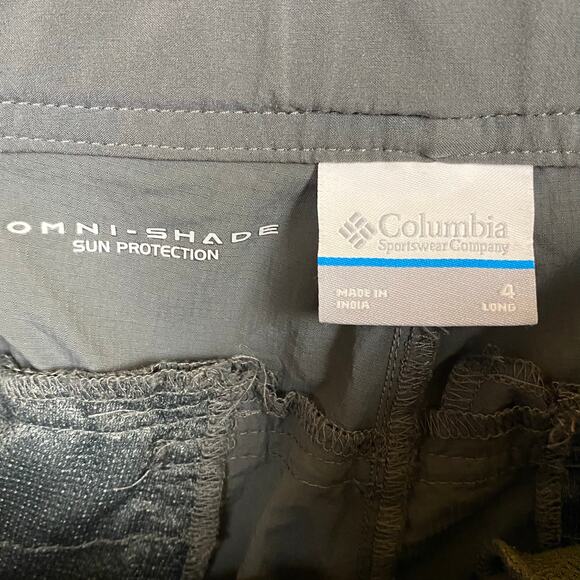 OMNI-SHADE
SUN PROTECTION
Columbia
Sportswear Company
MADE IN
INDIA
4
LONG